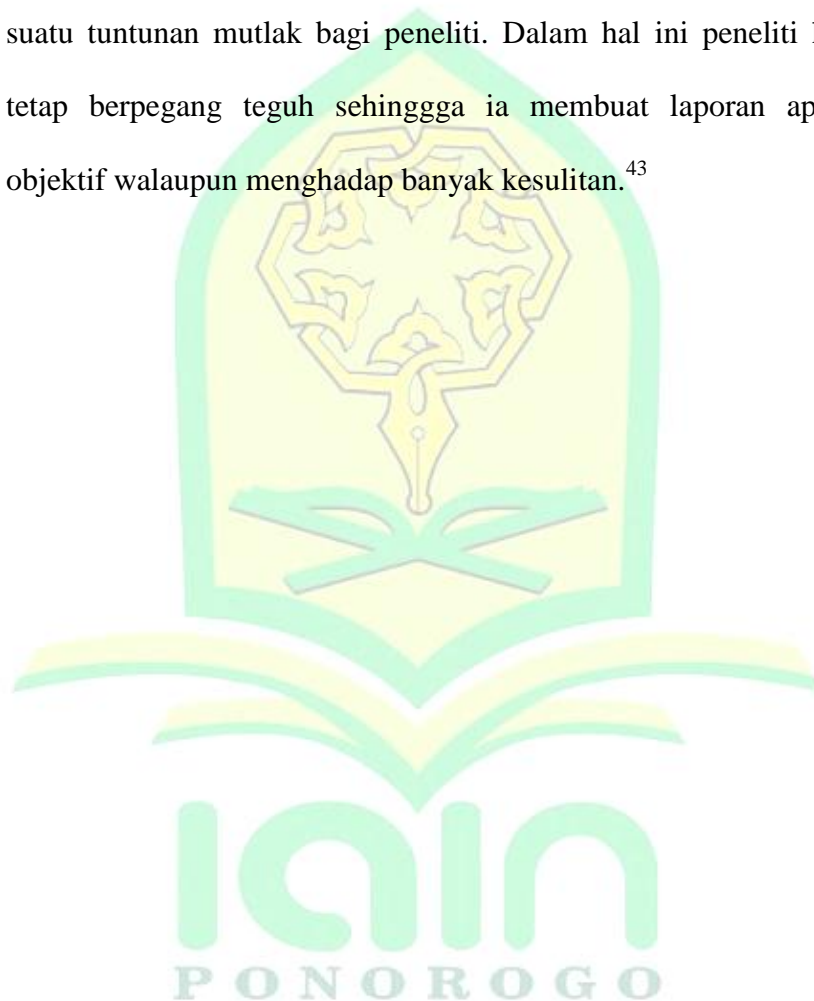 suatu tuntunan mutlak bagi peneliti. Dalam hal ini peneliti
tetap berpegang teguh sehinggga ia membuat laporan
objektif walaupun menghadap banyak kesulitan.43
IAIN
PONOROGO